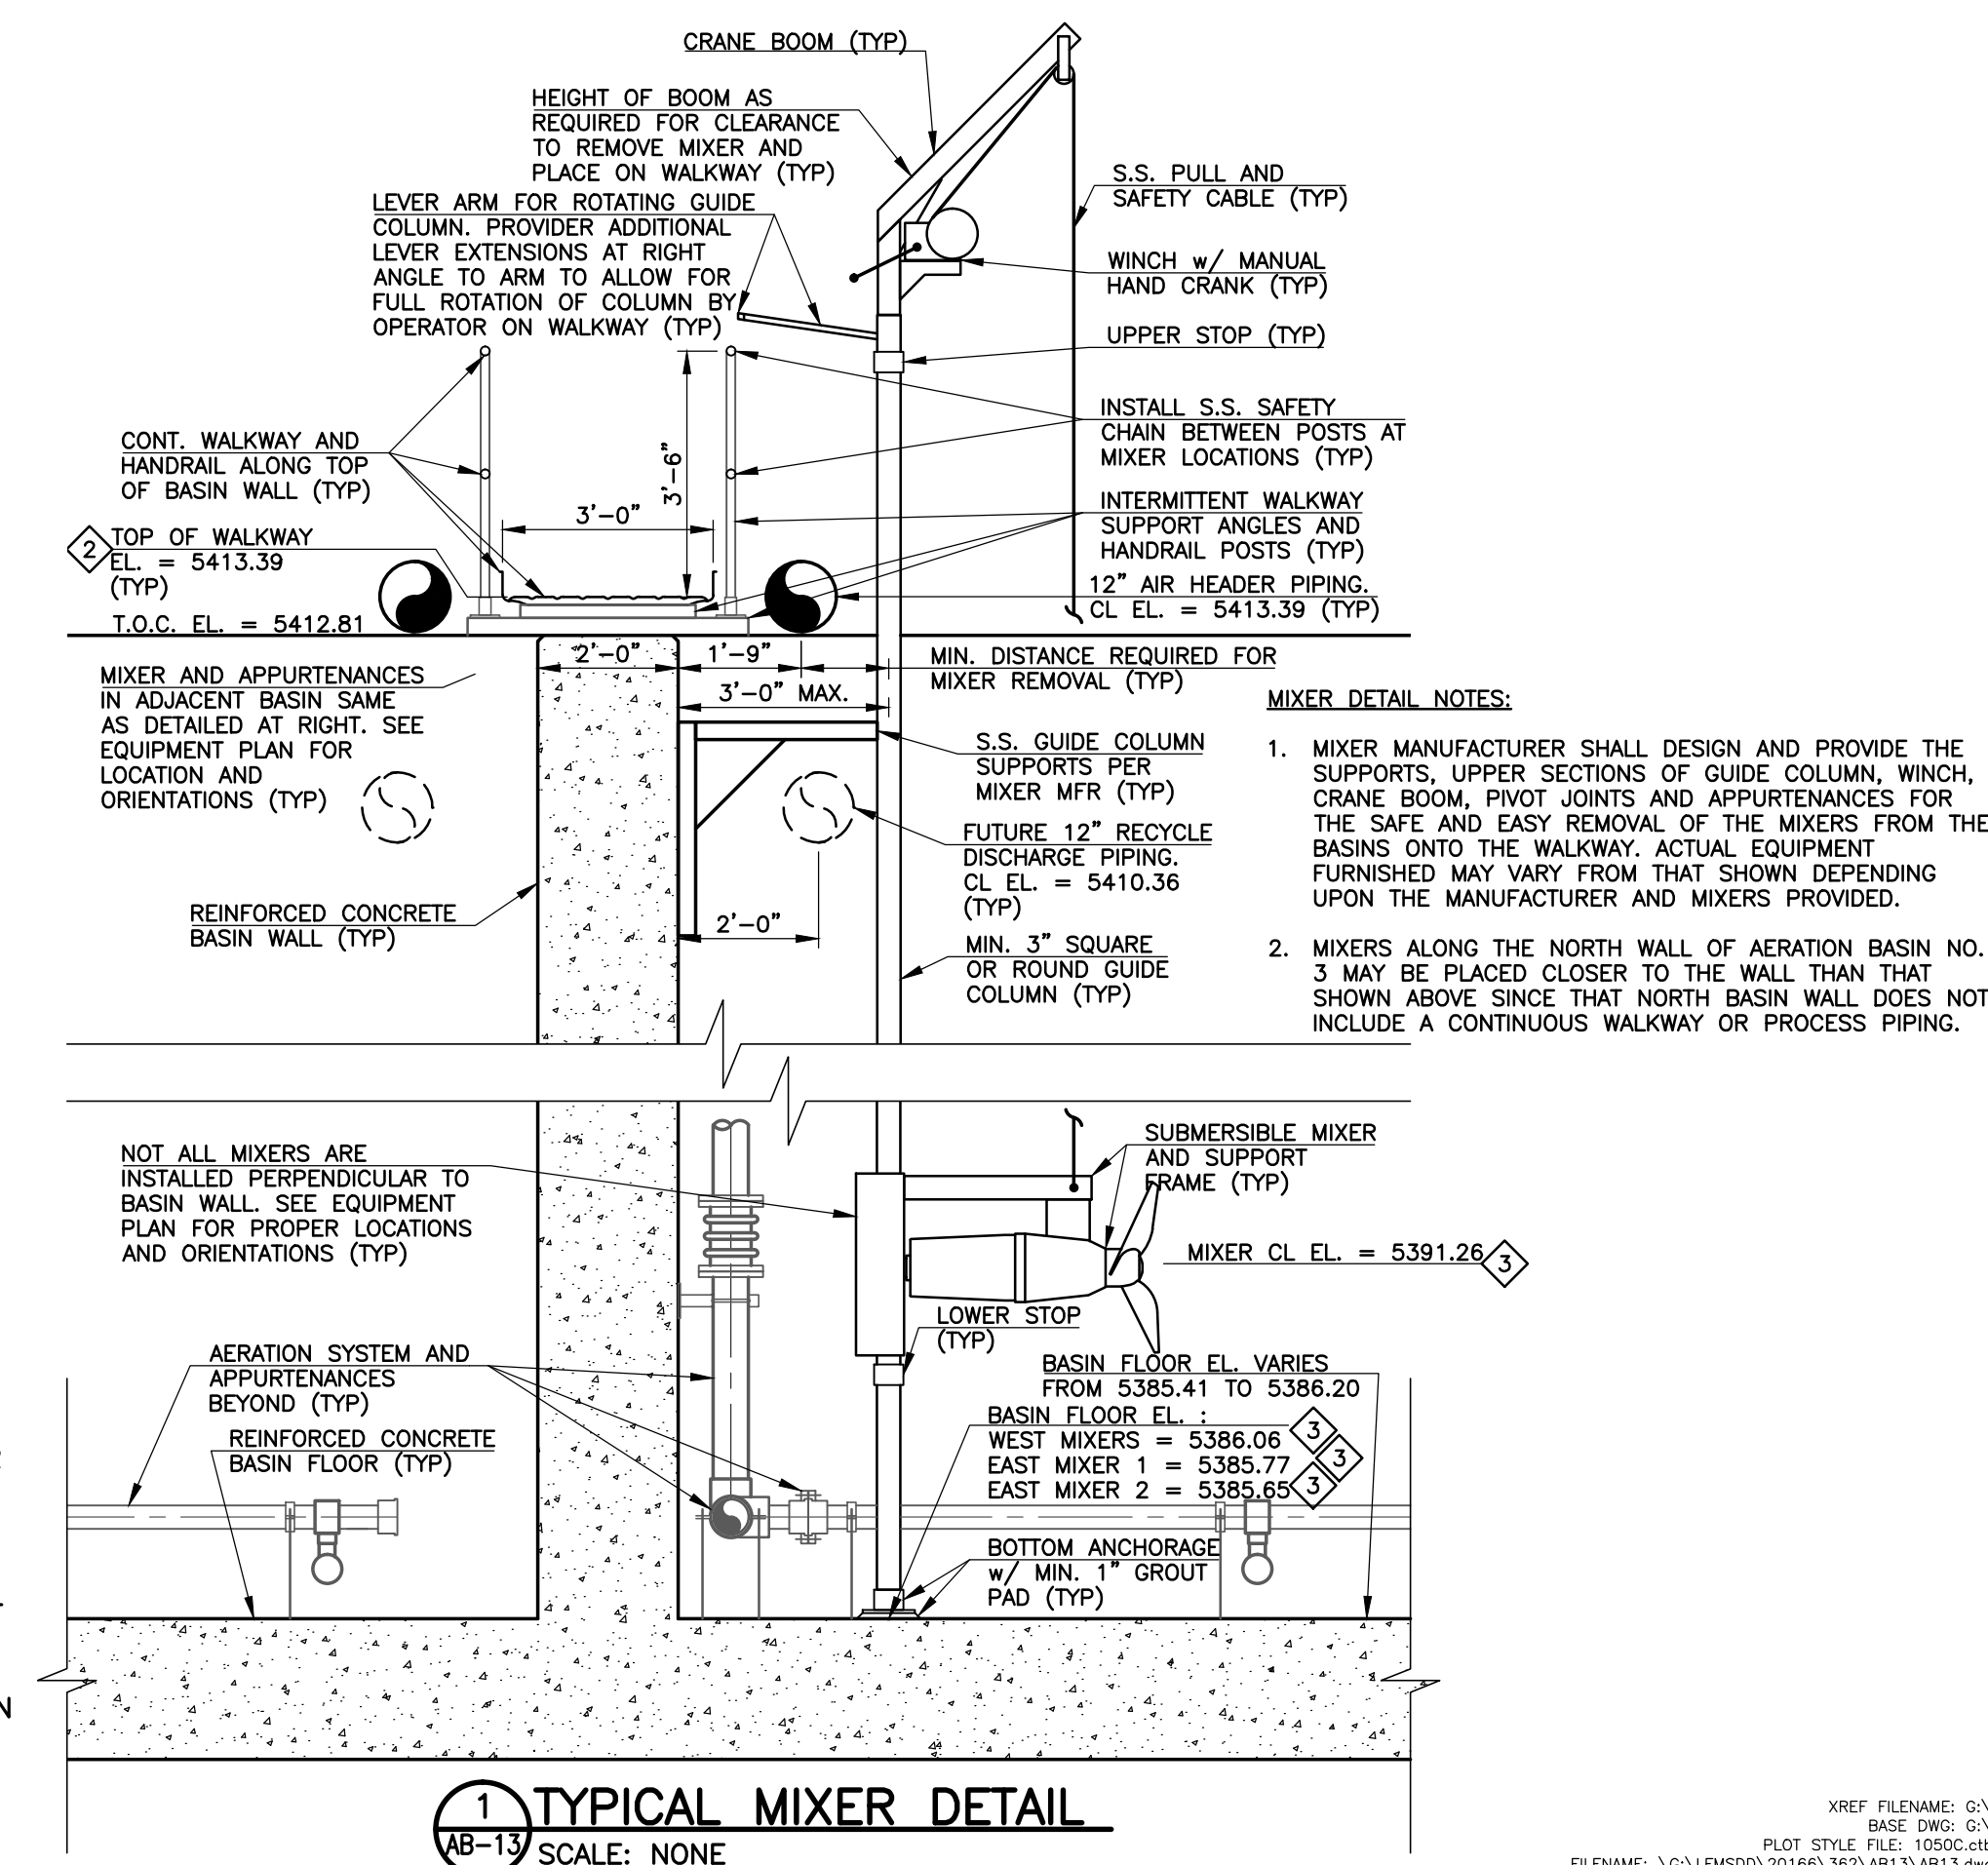 CRANE BOOM (TYP)
HEIGHT OF BOOM AS
REQUIRED FOR CLEARANCE
TO REMOVE MIXER AND
PLACE ON WALKWAY (TYP)
LEVER ARM FOR ROTATING GUIDE
COLUMN. PROVIDER ADDITIONAL
LEVER EXTENSIONS AT RIGHT
ANGLE TO ARM TO ALLOW FOR
FULL ROTATION OF COLUMN BY
OPERATOR ON WALKWAY (TYP)
S.S. PULL AND
SAFETY CABLE (TYP)
WINCH w/ MANUAL
HAND CRANK (TYP)
UPPER STOP (TYP)
INSTALL S.S. SAFETY
CHAIN BETWEEN POSTS AT
MIXER LOCATIONS (TYP)
INTERMITTENT WALKWAY
SUPPORT ANGLES AND
HANDRAIL POSTS (TYP)
12" AIR HEADER PIPING.
CL EL. = 5413.39 (TYP)
CONT. WALKWAY AND
HANDRAIL ALONG TOP
OF BASIN WALL (TYP)
3'-6"
3'-0"
2
TOP OF WALKWAY
EL. = 5413.39
(TYP)
T.O.C. EL. = 5412.81
2'-0"
1'-9"
3'-0" MAX.
MIN. DISTANCE REQUIRED FOR
MIXER REMOVAL (TYP)
MIXER AND APPURTENANCES
IN ADJACENT BASIN SAME
AS DETAILED AT RIGHT. SEE
EQUIPMENT PLAN FOR
LOCATION AND
ORIENTATIONS (TYP)
S.S. GUIDE COLUMN
SUPPORTS PER
MIXER MFR (TYP)
FUTURE 12" RECYCLE
DISCHARGE PIPING.
CL EL. = 5410.36
(TYP)
2'-0"
REINFORCED CONCRETE
BASIN WALL (TYP)
MIN. 3" SQUARE
OR ROUND GUIDE
COLUMN (TYP)
MIXER DETAIL NOTES:
1. MIXER MANUFACTURER SHALL DESIGN AND PROVIDE THE
SUPPORTS, UPPER SECTIONS OF GUIDE COLUMN, WINCH,
CRANE BOOM, PIVOT JOINTS AND APPURTENANCES FOR
THE SAFE AND EASY REMOVAL OF THE MIXERS FROM THE
BASINS ONTO THE WALKWAY. ACTUAL EQUIPMENT
FURNISHED MAY VARY FROM THAT SHOWN DEPENDING
UPON THE MANUFACTURER AND MIXERS PROVIDED.
2. MIXERS ALONG THE NORTH WALL OF AERATION BASIN NO.
3 MAY BE PLACED CLOSER TO THE WALL THAN THAT
SHOWN ABOVE SINCE THAT NORTH BASIN WALL DOES NOT
INCLUDE A CONTINUOUS WALKWAY OR PROCESS PIPING.
NOT ALL MIXERS ARE
INSTALLED PERPENDICULAR TO
BASIN WALL. SEE EQUIPMENT
PLAN FOR PROPER LOCATIONS
AND ORIENTATIONS (TYP)
SUBMERSIBLE MIXER
AND SUPPORT
FRAME (TYP)
MIXER CL EL. = 5391.26
3
LOWER STOP
(TYP)
AERATION SYSTEM AND
APPURTENANCES
BEYOND (TYP)
BASIN FLOOR EL. VARIES
FROM 5385.41 TO 5386.20
BASIN FLOOR EL. :
WEST MIXERS = 5386.06 3
EAST MIXER 1 = 5385.77 3
EAST MIXER 2 = 5385.65 3
REINFORCED CONCRETE
BASIN FLOOR (TYP)
BOTTOM ANCHORAGE
w/ MIN. 1" GROUT
PAD (TYP)
N
1
AB-13
TYPICAL MIXER DETAIL
SCALE: NONE
XREF FILENAME: G:\
BASE DWG: G:\
PLOT STYLE FILE: 1050C.ctb